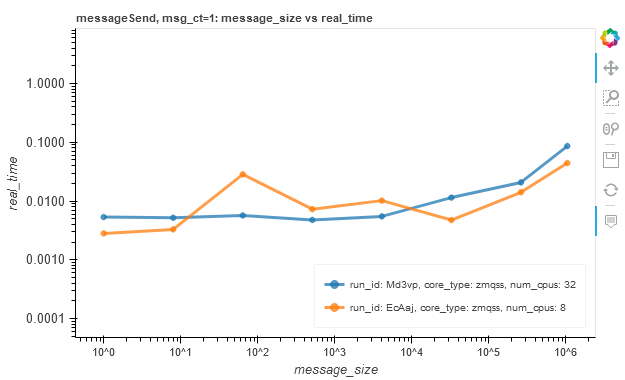 messageSend, msg_ct=1: message_size vs real_time
real_time
1.0000
0.1000
0.0100
0.0010
0.0001
run_id: Md3vp, core_type: zmqss, num_cpus: 32
run_id: EcAaj, core_type: zmqss, num_cpus: 8
10^0 10^1 10^2 10^3 10^4 10^5 10^6
message_size